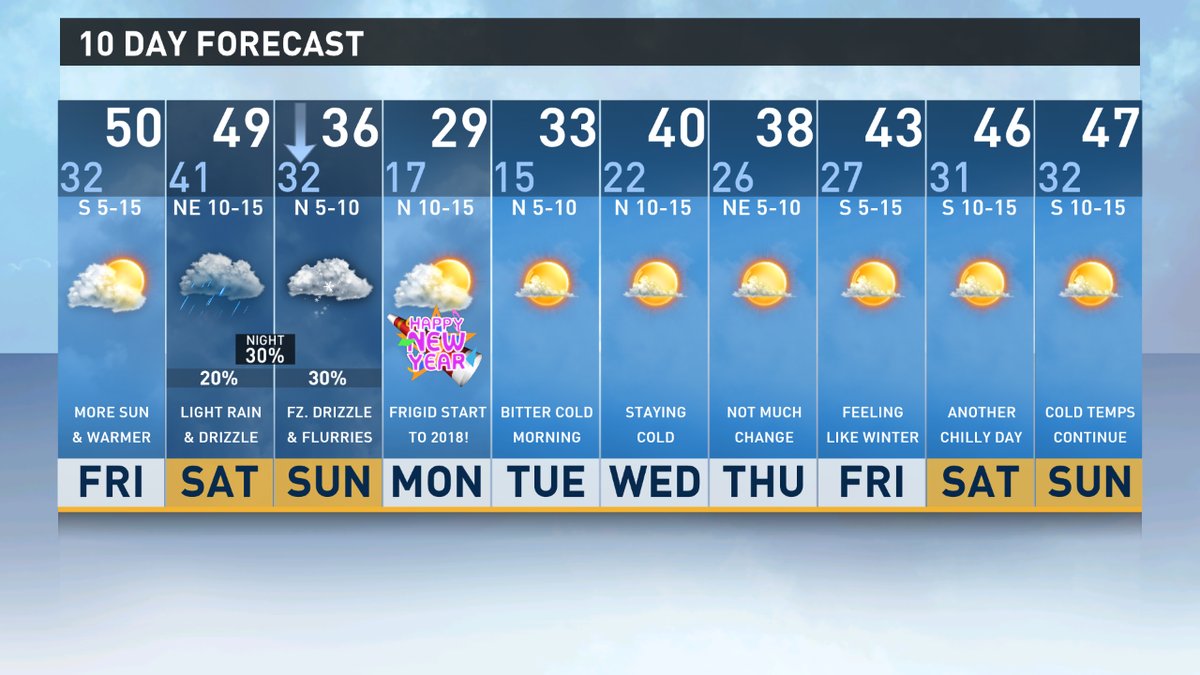 10 DAY FORECAST
50 49 36 29 33 40 38 43 46 47
32 41 32 17 15 22 26 27 31 32
S 5-15 NE 10-15 N 5-10 N 10-15 N 5-10 N 10-15 NE 5-10 S 5-15 S 10-15 S 10-15
HAPPY
NEW
YEAR
NIGHT
30%
20% 30%
MORE SUN LIGHT RAIN FZ. DRIZZLE FRIGID START BITTER COLD STAYING NOT MUCH FEELING ANOTHER COLD TEMPS
& WARMER & DRIZZLE & FLURRIES TO 2018! MORNING COLD CHANGE LIKE WINTER CHILLY DAY CONTINUE
FRI SAT SUN MON TUE WED THU FRI SAT SUN